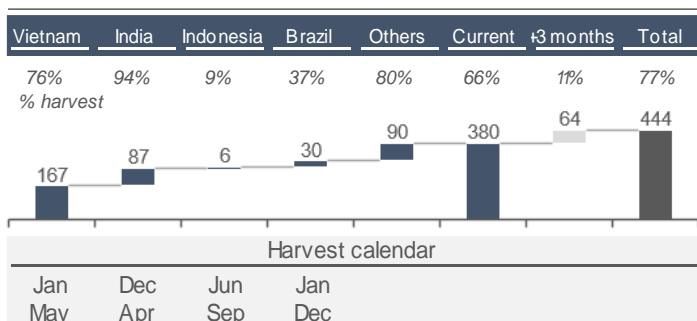 Vietnam India Indonesia Brazil Others Current +3 months Total
76% 94% 9% 37% 80% 66% 11% 77%
% harvest
167 87 6 30 90 380 64 444
Harvest calendar
Jan Dec Jun Jan
May Apr Sep Dec